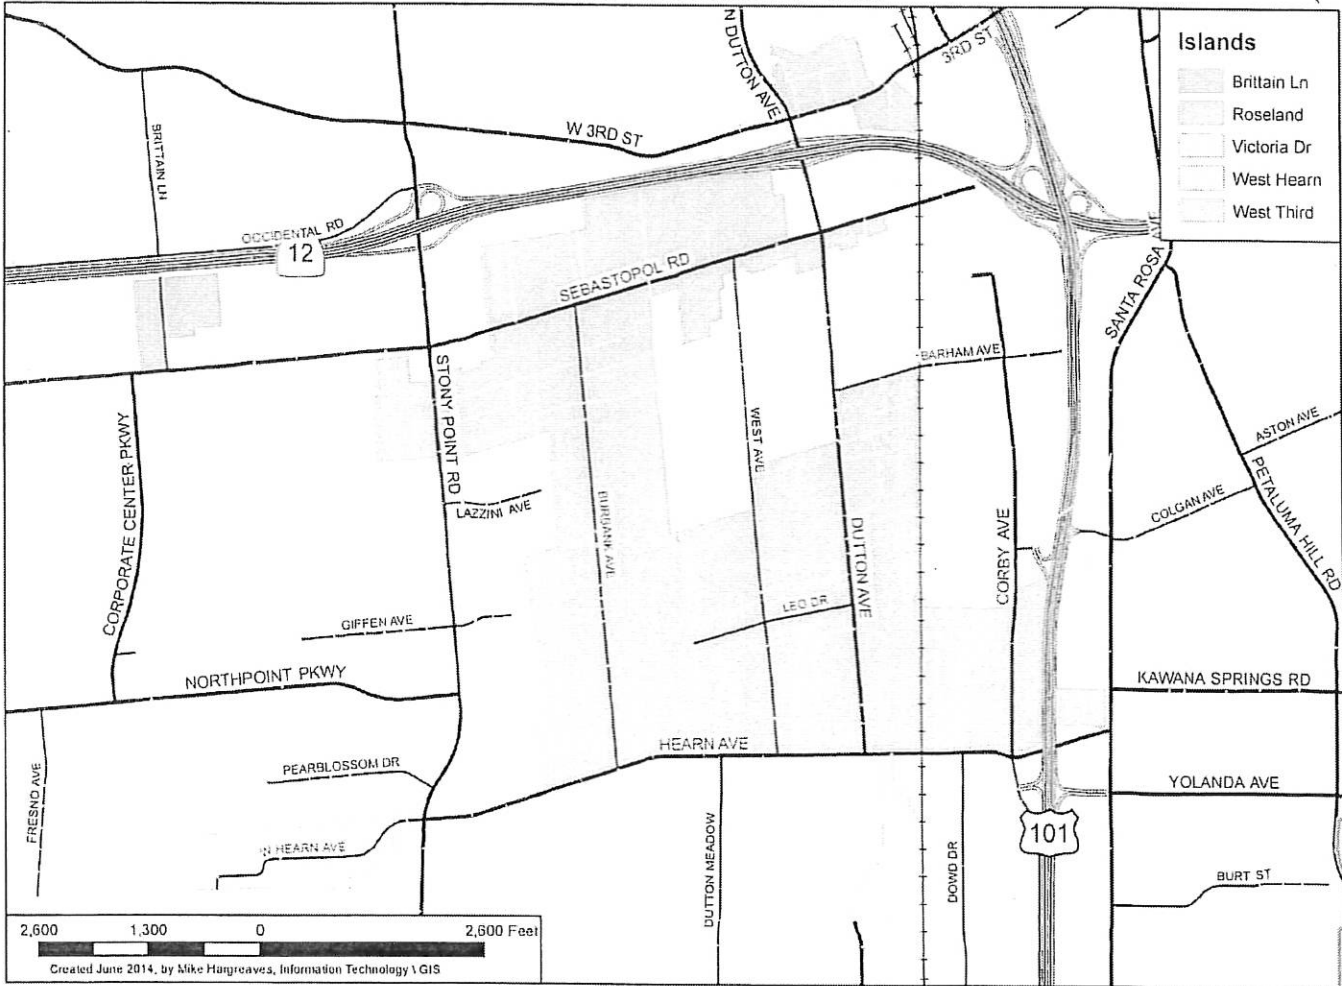 N DUTTON AVE
3RD ST
Islands
Brittain Ln
Roseland
Victoria Dr
West Hearn
West Third
BRITTAIN LN
W 3RD ST
OCCIDENTAL RD
12
SEBASTOPOL RD
SANTA ROSA
BARHAM AVE
STONY POINT RD
CORPORATE CENTER PKWY
WEST AVE
ASTON AVE
PETALUMA HILL RD
COLGAN AVE
LAZZINI AVE
BURBANK AVE
DUTTON AVE
CORBY AVE
LEO DR
GIFFEN AVE
NORTHPOINT PKWY
KAWANA SPRINGS RD
HEARN AVE
PEARBLOSSOM DR
YOLANDA AVE
FRESNO AVE
W HEARN AVE
DUTTON MEADOW
DOWD DR
101
BURT ST
2,600 1,300 0 2,600 Feet
Created June 2014, by Mike Hargreaves, Information Technology \ GIS